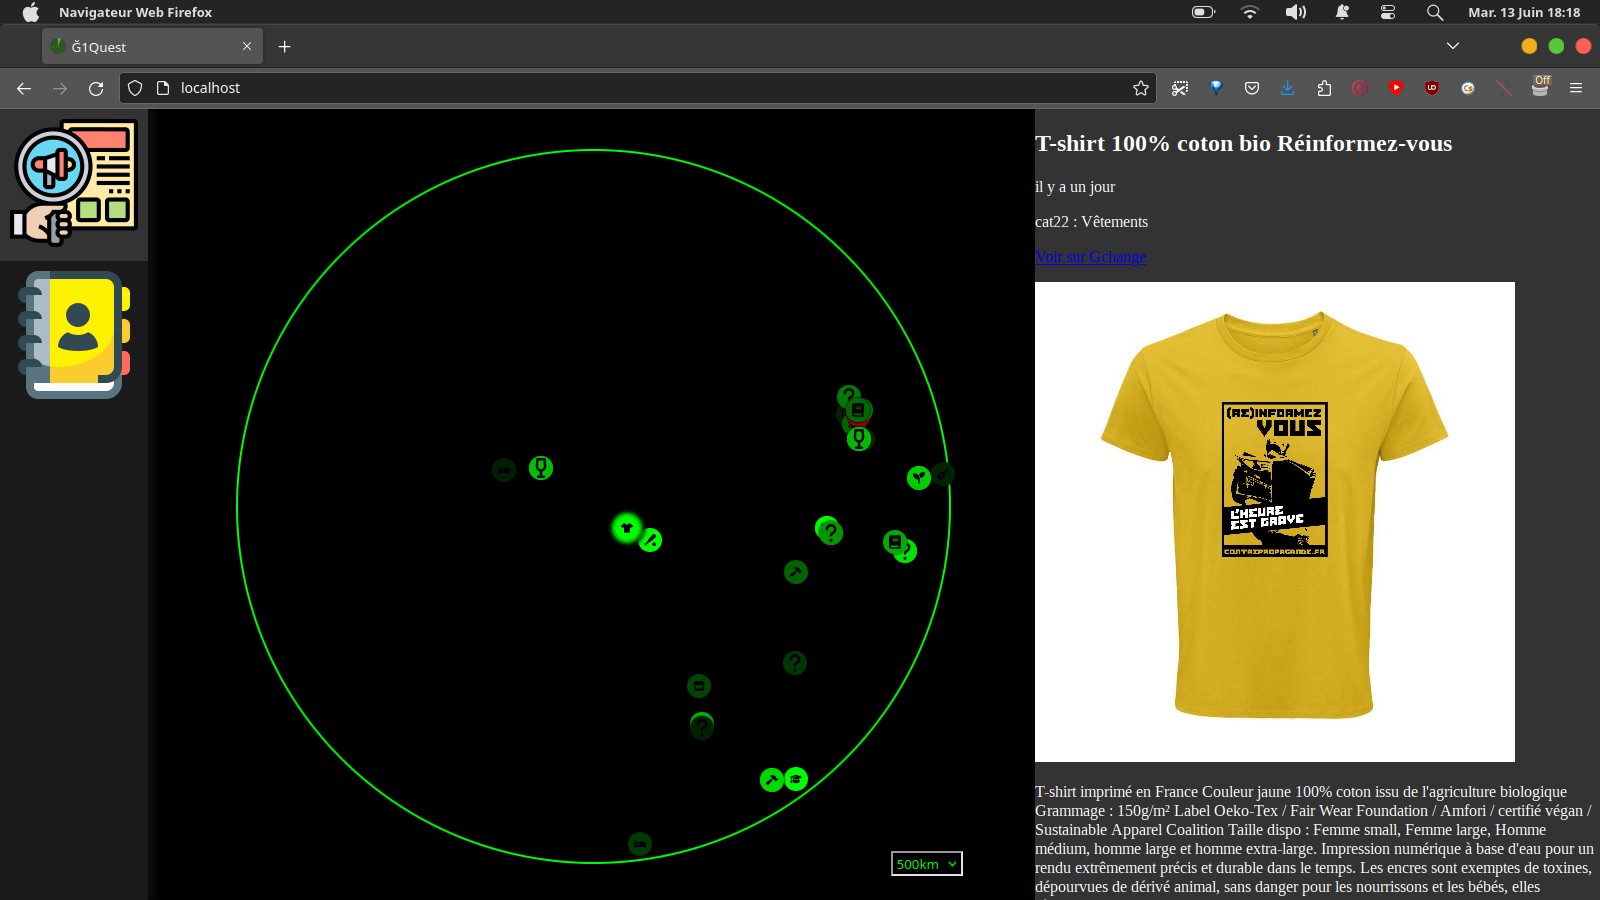 Navigateur Web Firefox
Mar. 13 Juin 18:18
Ğ1Quest
localhost
Off
T-shirt 100% coton bio Réinformez-vous
il y a un jour
cat22 : Vêtements
Voir sur Gchange
(RE)INFORMEZ
VOUS
L'HEURE
EST GRAVE
CONTREPROPAGANDE.FR
500km
T-shirt imprimé en France Couleur jaune 100% coton issu de l'agriculture biologique
Grammage : 150g/m² Label Oeko-Tex / Fair Wear Foundation / Amfori / certifié végan /
Sustainable Apparel Coalition Taille dispo : Femme small, Femme large, Homme
médium, homme large et homme extra-large. Impression numérique à base d'eau pour un
rendu extrêmement précis et durable dans le temps. Les encres sont exemptes de toxines,
dépourvues de dérivé animal, sans danger pour les nourrissons et les bébés, elles